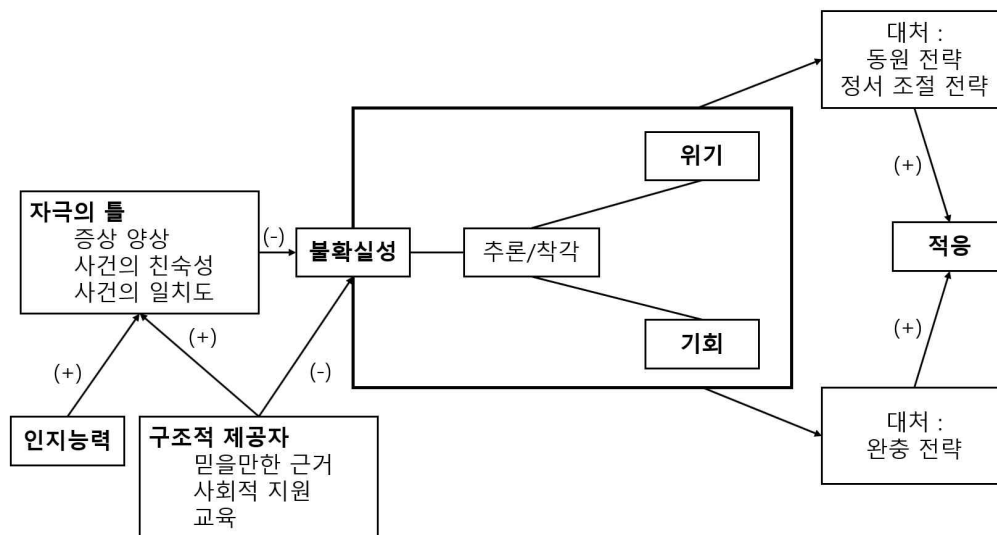 대처 :
동원 전략
정서 조절 전략
위기
(+)
자극의 틀
증상 양상
사건의 친숙성
사건의 일치도
(-)
불확실성
추론/착각
적응
(+)
(+)
(-)
기회
(+)
인지능력
구조적 제공자
믿을만한 근거
사회적 지원
교육
대처 :
완충 전략